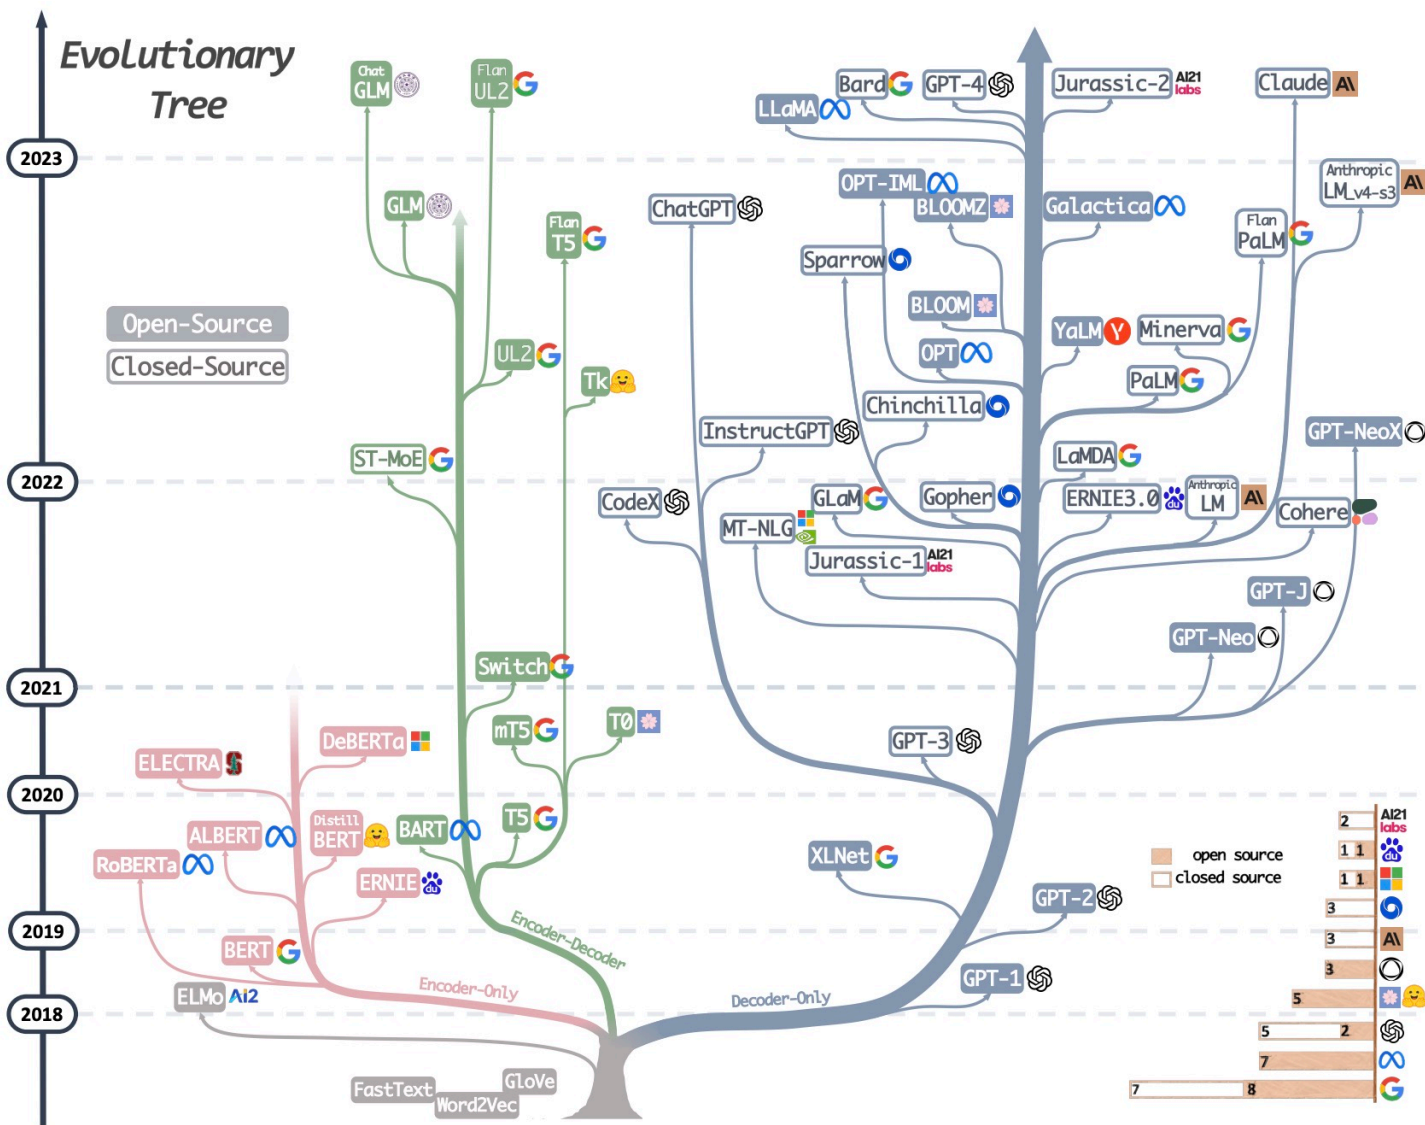 Evolutionary
Tree
2023
2022
2021
2020
2019
2018
Open-Source
Closed-Source
Chat
GLM
Flan
UL2
GLM
Flan
T5
UL2
Tk
ST-MoE
Switch
mT5
T0
T5
BART
Encoder-Decoder
DeBERTa
ELECTRA
ALBERT
Distill
BERT
RoBERTa
ERNIE
BERT
Encoder-Only
ELMo Ai2
FastText
Word2Vec
GloVe
Bard
GPT-4
Jurassic-2 AI21 labs
Claude A\
LLaMA
Anthropic
LM_v4-s3 A\
OPT-IML
BLOOMZ
Galactica
ChatGPT
Flan
PaLM
Sparrow
BLOOM
YaLM
Minerva
OPT
PaLM
Chinchilla
InstructGPT
GPT-NeoX
LaMDA
CodeX
GLaM
Gopher
ERNIE3.0 du
Anthropic
LM A\
Cohere
MT-NLG
Jurassic-1 AI21 labs
GPT-J
GPT-Neo
GPT-3
XLNet
GPT-2
GPT-1
Decoder-Only
open source
closed source
2 AI21 labs
1 1 du
1 1
3
3 A\
3
5
5 2
7
7 8